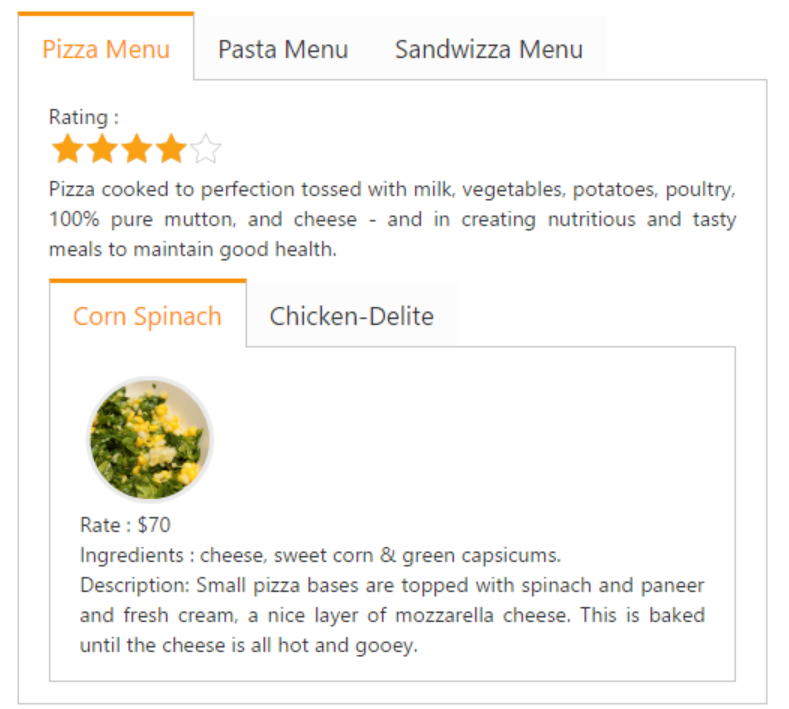 Pizza Menu Pasta Menu Sandwizza Menu
Rating :
Pizza cooked to perfection tossed with milk, vegetables, potatoes, poultry,
100% pure mutton, and cheese - and in creating nutritious and tasty
meals to maintain good health.
Corn Spinach Chicken-Delite
Rate : $70
Ingredients : cheese, sweet corn & green capsicums.
Description: Small pizza bases are topped with spinach and paneer
and fresh cream, a nice layer of mozzarella cheese. This is baked
until the cheese is all hot and gooey.